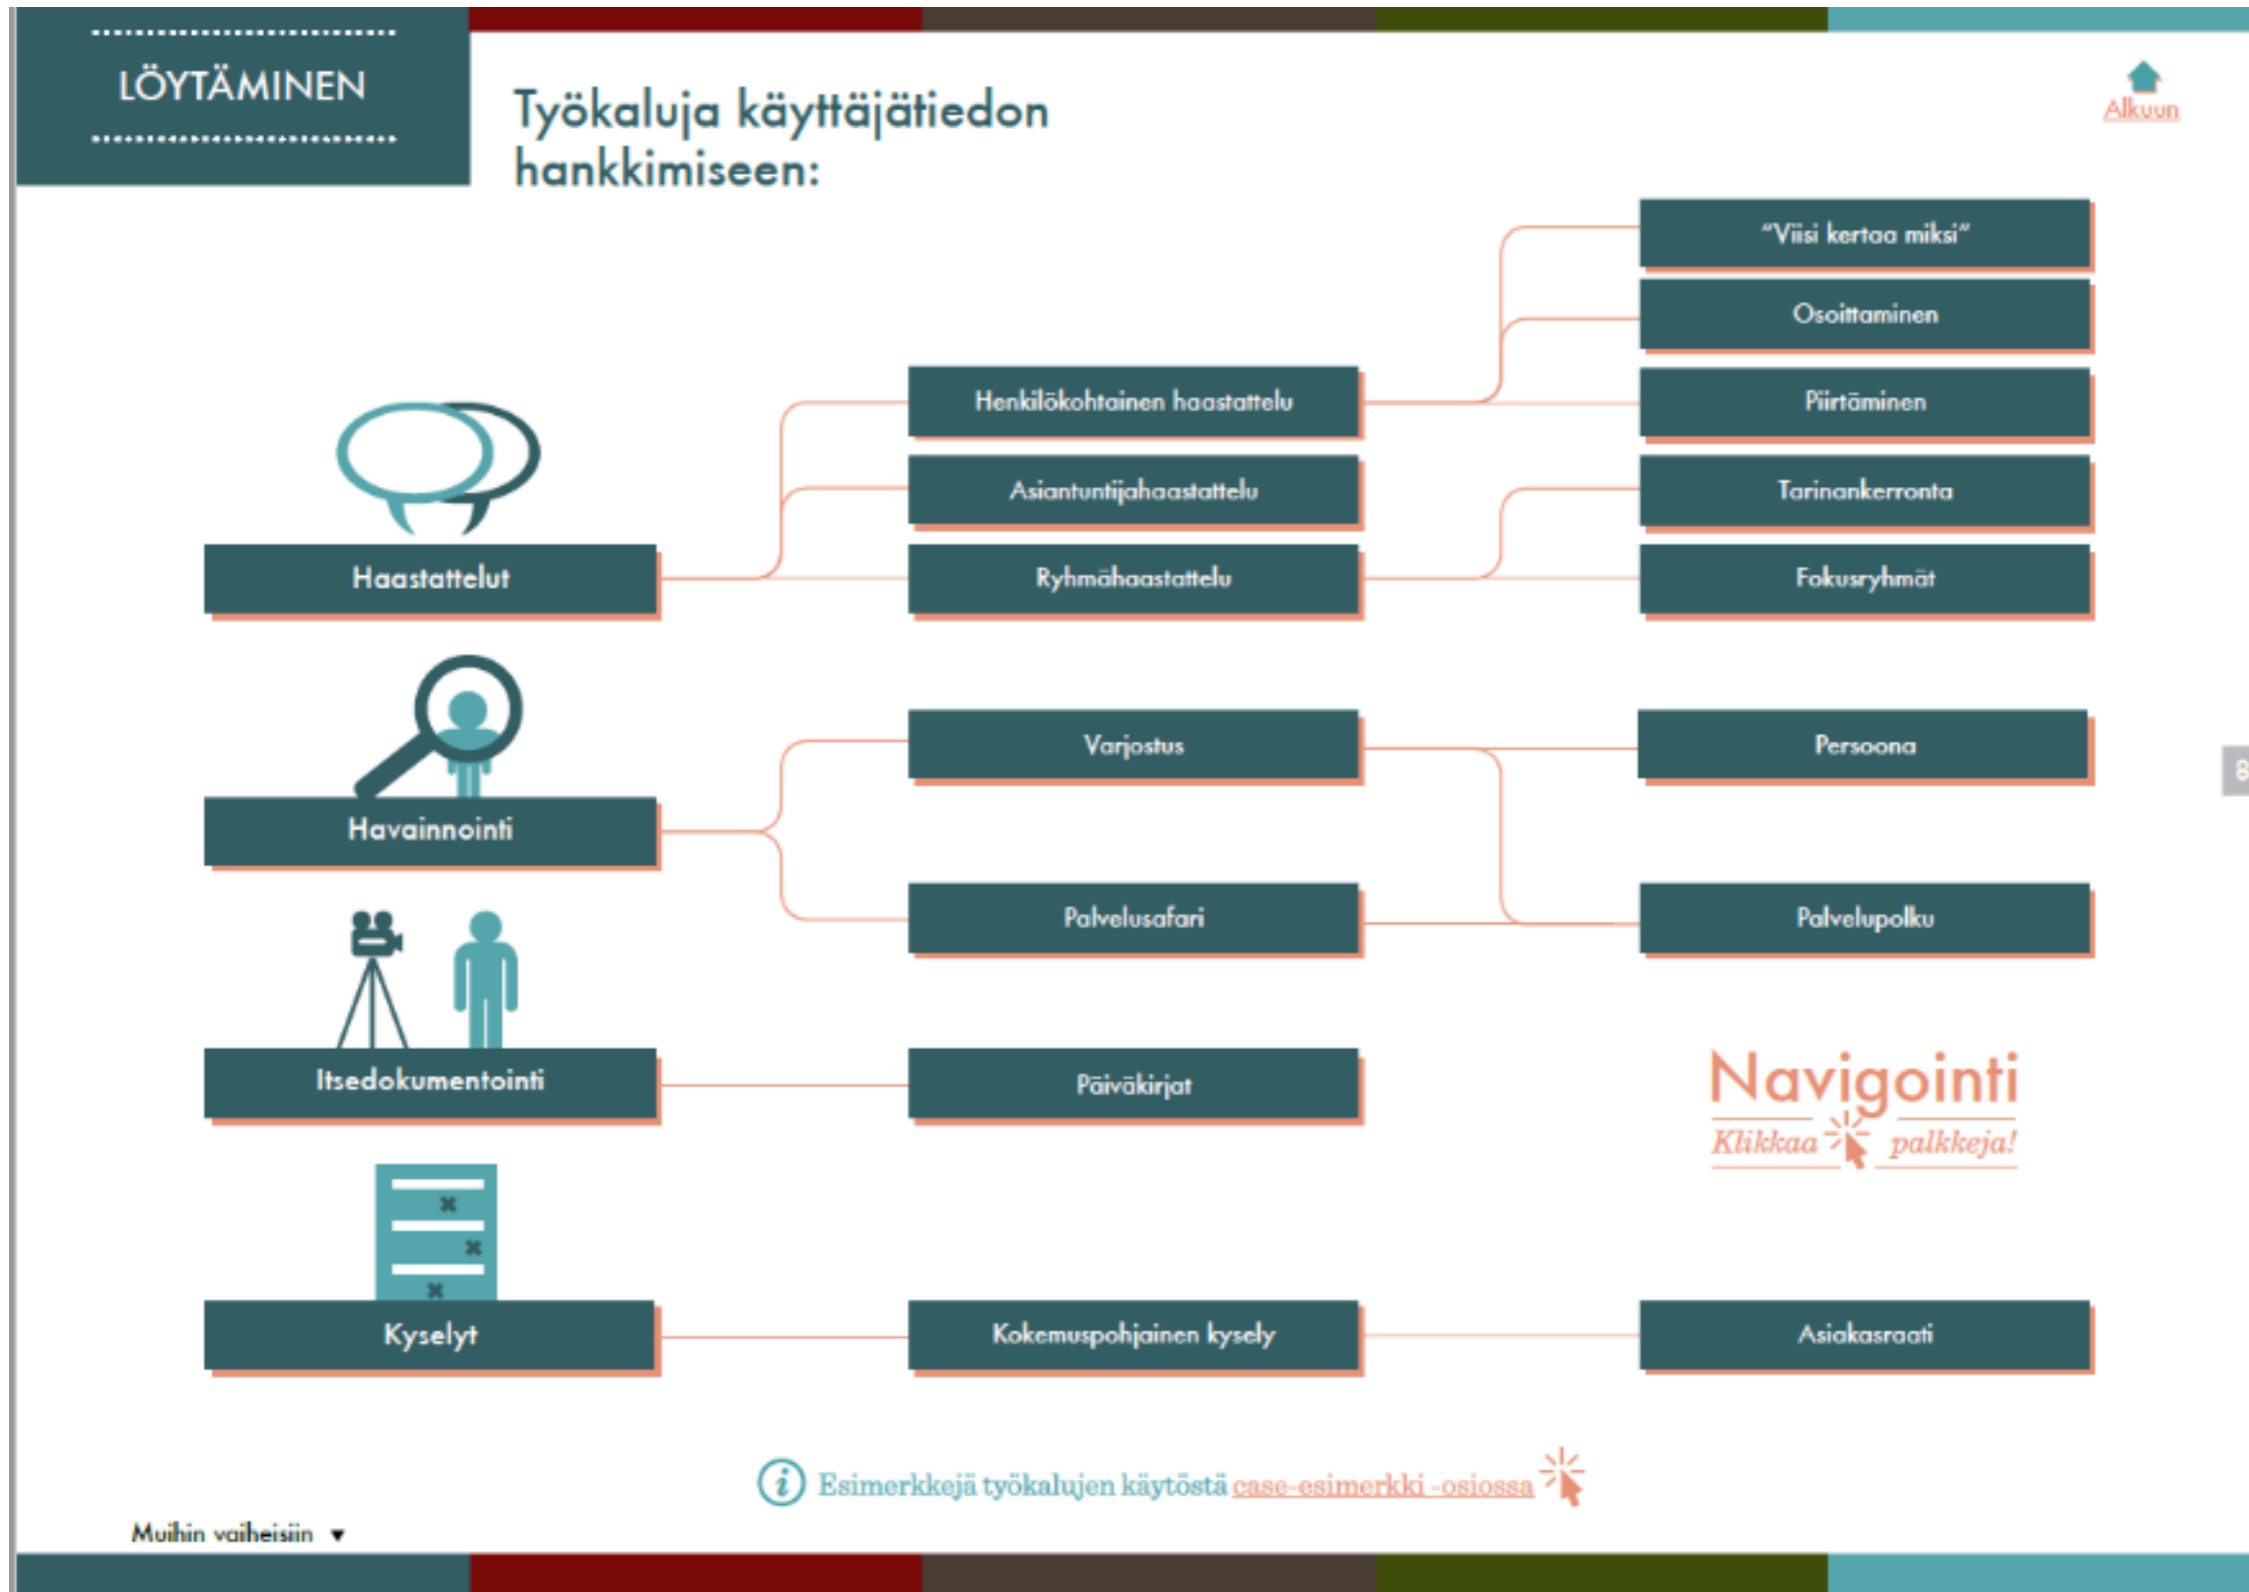 LÖYTÄMINEN
Työkaluja käyttäjätiedon
hankkimiseen:
Alkuun
"Viisi kertaa miksi"
Osoittaminen
Henkilökohtainen haastattelu
Piirtäminen
Asiantuntijahaastattelu
Tarinankerronta
Haastattelut
Ryhmähaastattelu
Fokusryhmät
Varjostus
Persoona
8
Havainnointi
Palvelusafari
Palvelupolku
Itsedokumentointi
Päiväkirjat
Navigointi
Klikkaa palkkeja!
Kyselyt
Kokemuspohjainen kysely
Asiakasraati
i Esimerkkejä työkalujen käytöstä case-esimerkki -osiossa
Muihin vaiheisiin ▼